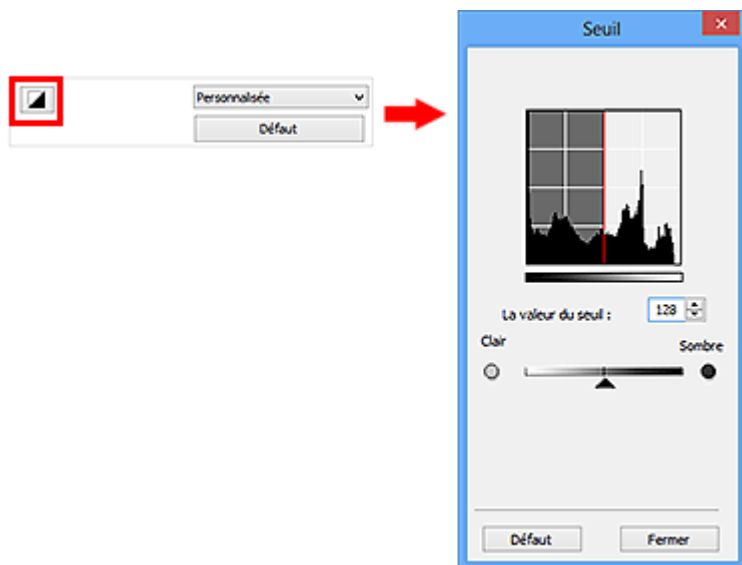 Personnalisée
Défaut
Seuil
La valeur du seuil :
128
Clair
Sombre
Défaut
Fermer